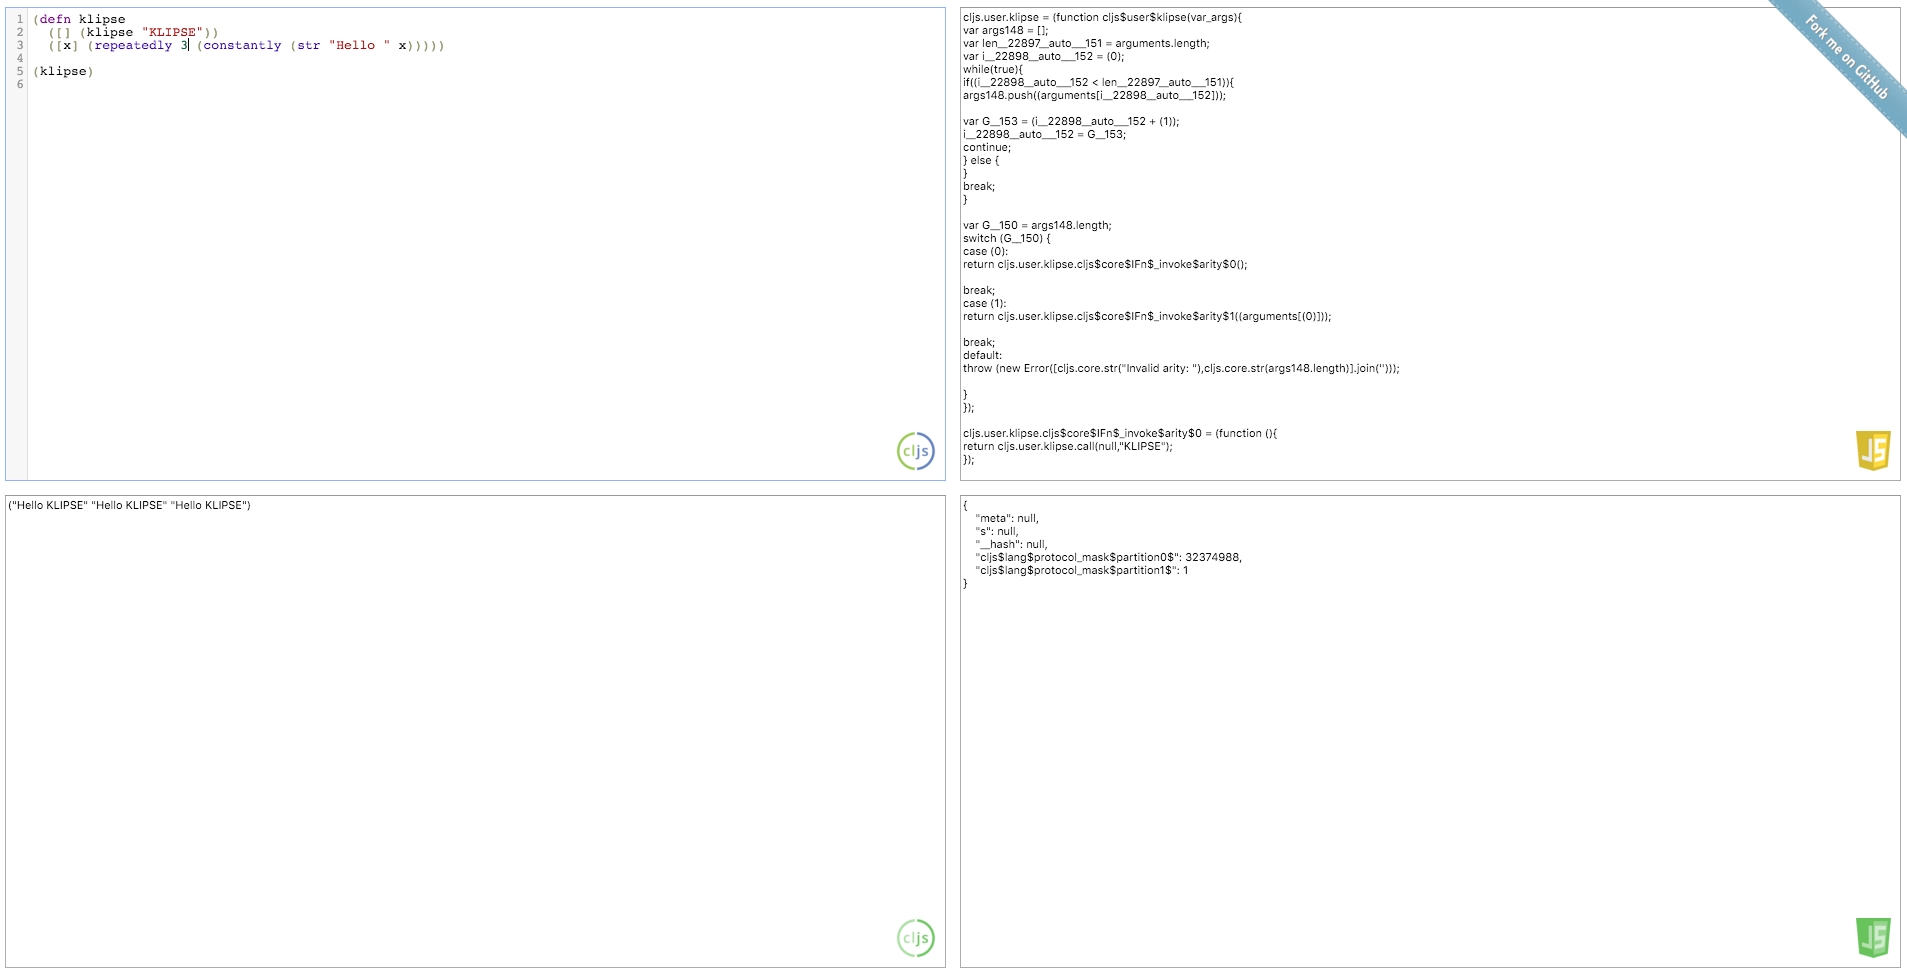 1 (defn klipse
2   ([] (klipse "KLIPSE"))
3   ([x] (repeatedly 3 (constantly (str "Hello " x)))))
4
5 (klipse)
6
cljs
cljs.user.klipse = (function cljs$user$klipse(var_args){
var args148 = [];
var len__22897__auto___151 = arguments.length;
var i__22898__auto___152 = (0);
while(true){
if((i__22898__auto___152 < len__22897__auto___151)){
args148.push((arguments[i__22898__auto___152]));

var G__153 = (i__22898__auto___152 + (1));
i__22898__auto___152 = G__153;
continue;
} else {
}
break;
}

var G__150 = args148.length;
switch (G__150) {
case (0):
return cljs.user.klipse.cljs$core$IFn$_invoke$arity$0();

break;
case (1):
return cljs.user.klipse.cljs$core$IFn$_invoke$arity$1((arguments[(0)]));

break;
default:
throw (new Error([cljs.core.str("Invalid arity: "),cljs.core.str(args148.length)].join('')));

}
});

cljs.user.klipse.cljs$core$IFn$_invoke$arity$0 = (function (){
return cljs.user.klipse.call(null,"KLIPSE");
});
Fork me on GitHub
JS
("Hello KLIPSE" "Hello KLIPSE" "Hello KLIPSE")
cljs
{
    "meta": null,
    "s": null,
    "__hash": null,
    "cljs$lang$protocol_mask$partition0$": 32374988,
    "cljs$lang$protocol_mask$partition1$": 1
}
JS